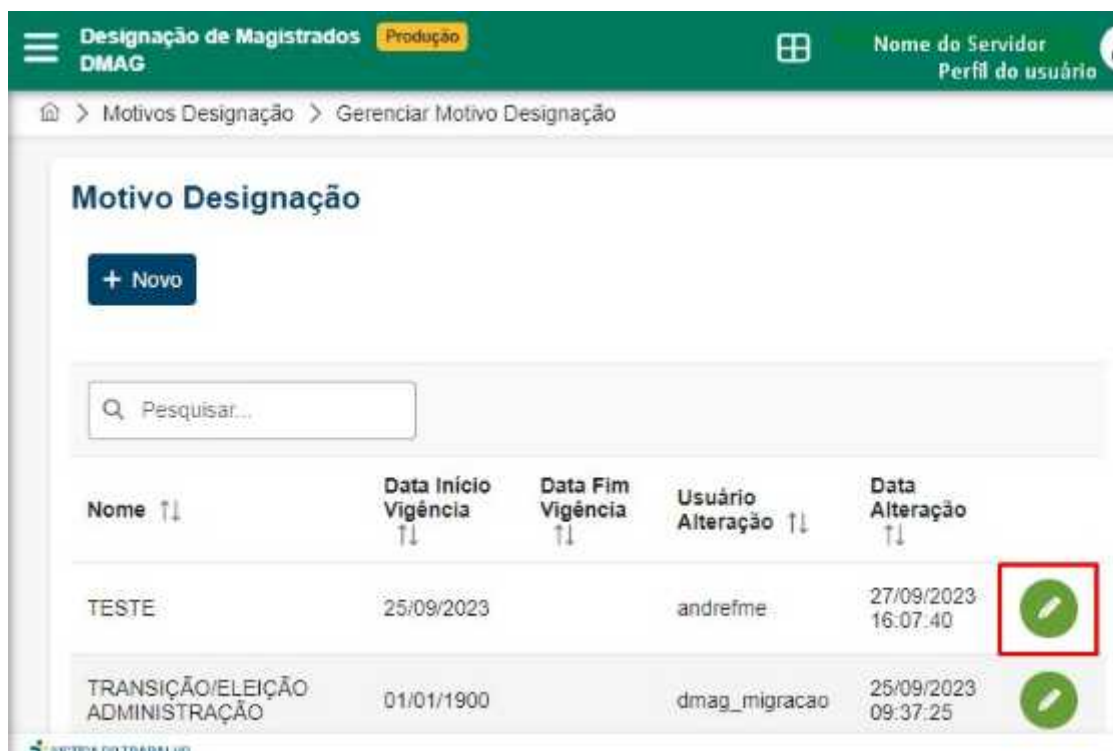 Designação de Magistrados Produção
DMAG
Nome do Servidor
Perfil do usuário
> Motivos Designação > Gerenciar Motivo Designação
Motivo Designação
+ Novo
Pesquisar...
Nome
Data Início
Vigência
Data Fim
Vigência
Usuário
Alteração
Data
Alteração
TESTE
25/09/2023
andrefme
27/09/2023
16:07:40
TRANSIÇÃO/ELEIÇÃO
ADMINISTRAÇÃO
01/01/1900
dmag_migracao
25/09/2023
09:37:25